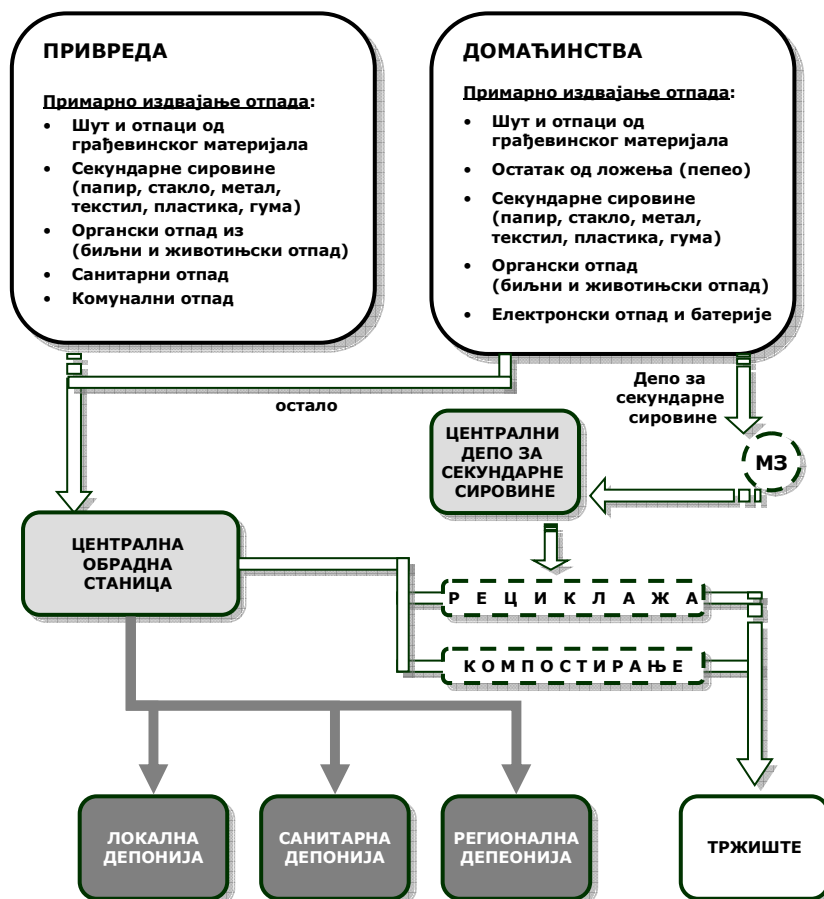 ПРИВРЕДА
Примарно издвајање отпада:
• Шут и отпаци од
грађевинског материјала
• Секундарне сировине
(папир, стакло, метал,
текстил, пластика, гума)
• Органски отпад из
(биљни и животињски отпад)
• Санитарни отпад
• Комунални отпад
ДОМАЋИНСТВА
Примарно издвајање отпада:
• Шут и отпаци од
грађевинског материјала
• Остатак од ложења (пепео)
• Секундарне сировине
(папир, стакло, метал,
текстил, пластика, гума)
• Органски отпад
(биљни и животињски отпад)
• Електронски отпад и батерије
остало
Депо за
секундарне
сировине
ЦЕНТРАЛНИ
ДЕПО ЗА
СЕКУНДАРНЕ
СИРОВИНЕ
МЗ
ЦЕНТРАЛНА
ОБРАДНА
СТАНИЦА
Р Е Ц И К Л А Ж А
К О М П О С Т И Р А Њ Е
ЛОКАЛНА
ДЕПОНИЈА
САНИТАРНА
ДЕПОНИЈА
РЕГИОНАЛНА
ДЕПЕОНИЈА
ТРЖИШТЕ